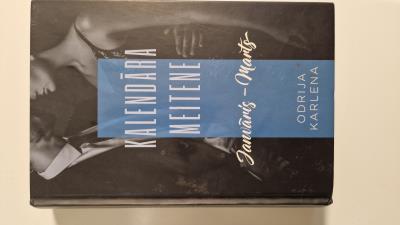 KALENDĀRA
MEITENE
Janvāris – Marts
ODRIJA
KARLENA